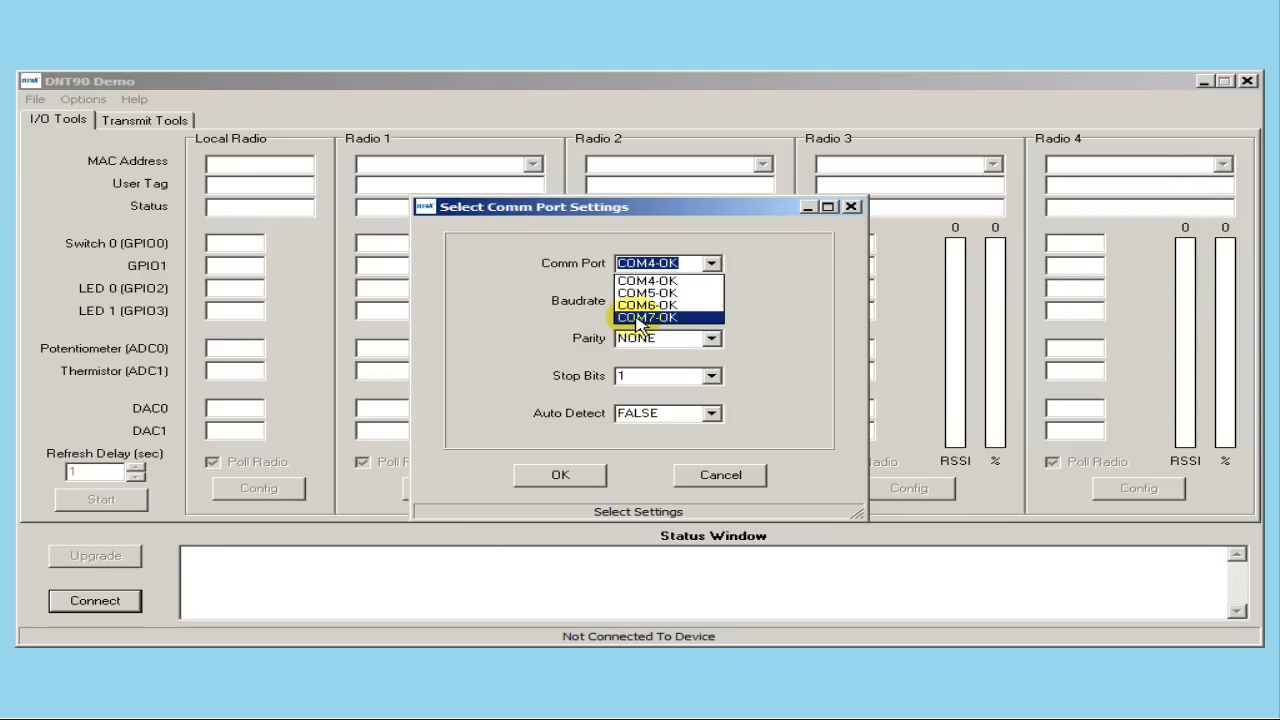 DNT90 Demo
File Options Help
I/O Tools Transmit Tools
Local Radio Radio 1 Radio 2 Radio 3 Radio 4
MAC Address
User Tag
Status
Select Comm Port Settings
0 0 0 0
Switch 0 (GPIO0)
GPIO1
LED 0 (GPIO2)
LED 1 (GPIO3)
Potentiometer (ADC0)
Thermistor (ADC1)
DAC0
DAC1
Comm Port COM4-OK
COM4-OK
COM5-OK
COM6-OK
COM7-OK
Baudrate
Parity NONE
Stop Bits 1
Auto Detect FALSE
OK Cancel
Select Settings
Refresh Delay (sec)
1
Start
Poll Radio Poll R adio RSSI % Poll Radio RSSI %
Config Config Config
Status Window
Upgrade
Connect
Not Connected To Device